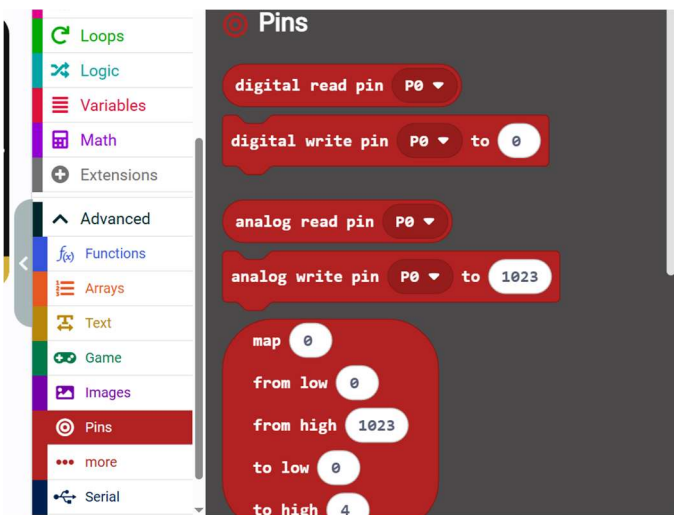 Loops
Logic
Variables
Math
Extensions
Advanced
f(x) Functions
Arrays
Text
Game
Images
Pins
more
Serial
Pins
digital read pin P0
digital write pin P0 to 0
analog read pin P0
analog write pin P0 to 1023
map 0
from low 0
from high 1023
to low 0
to high 4